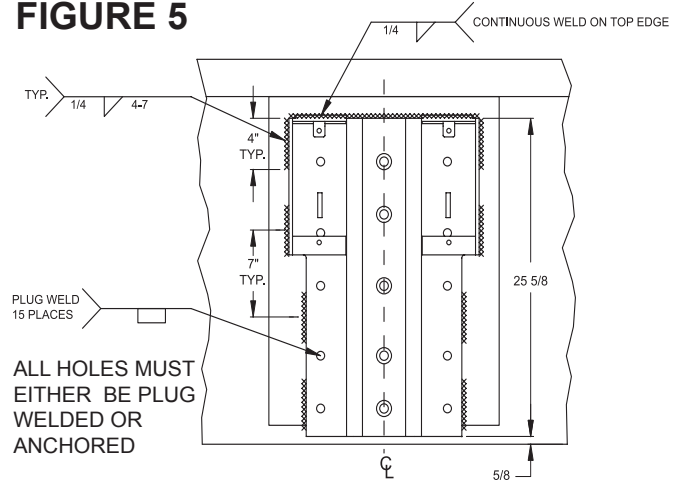 FIGURE 5
1/4
CONTINUOUS WELD ON TOP EDGE
TYP.
1/4
4-7
4"
TYP.
7"
TYP.
25 5/8
PLUG WELD
15 PLACES
ALL HOLES MUST
EITHER BE PLUG
WELDED OR
ANCHORED
℄
5/8